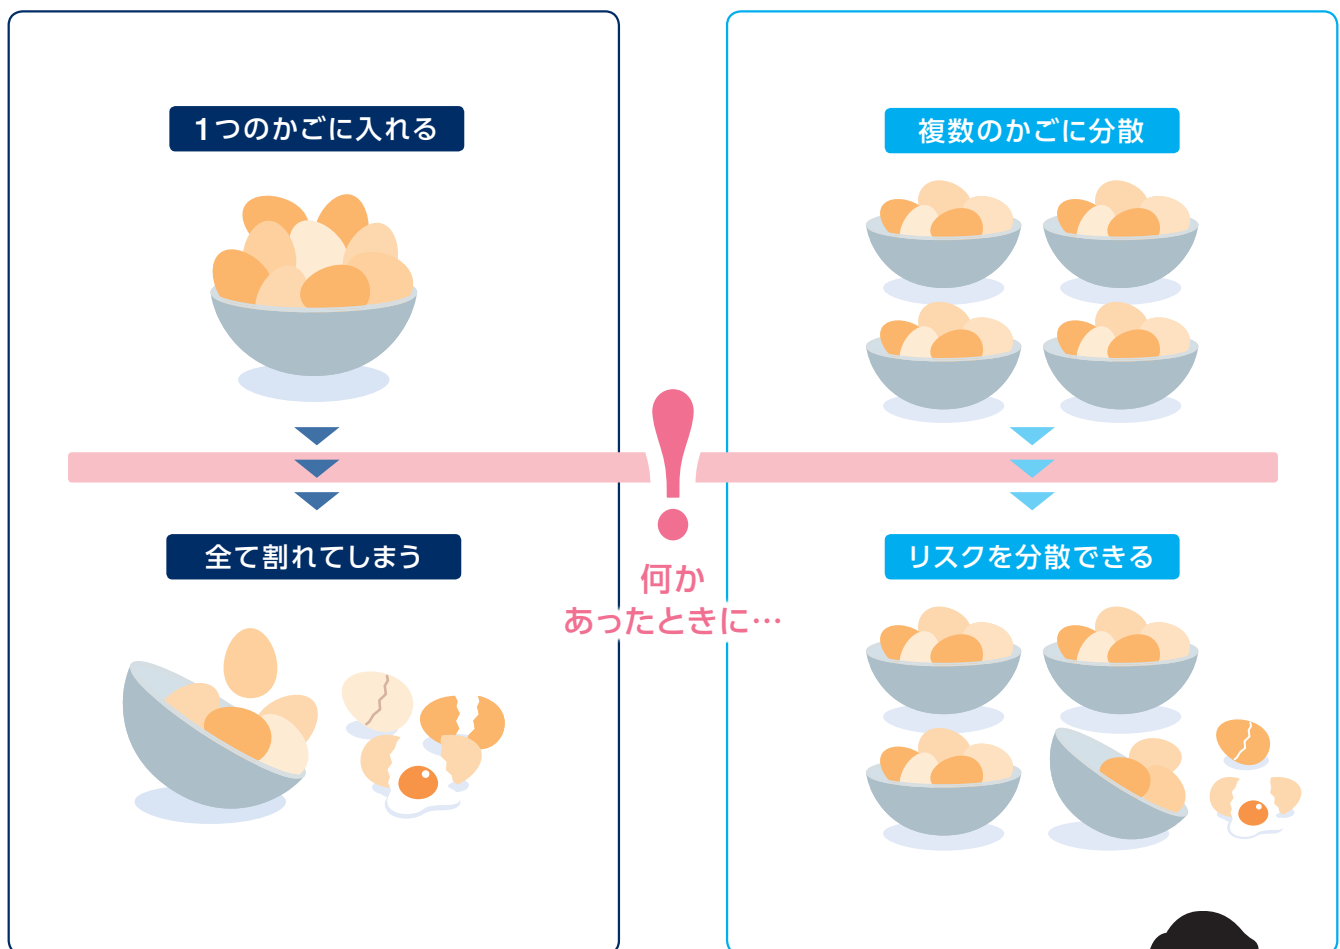 1つのかごに入れる
全て割れてしまう
何か
あったときに…
複数のかごに分散
リスクを分散できる